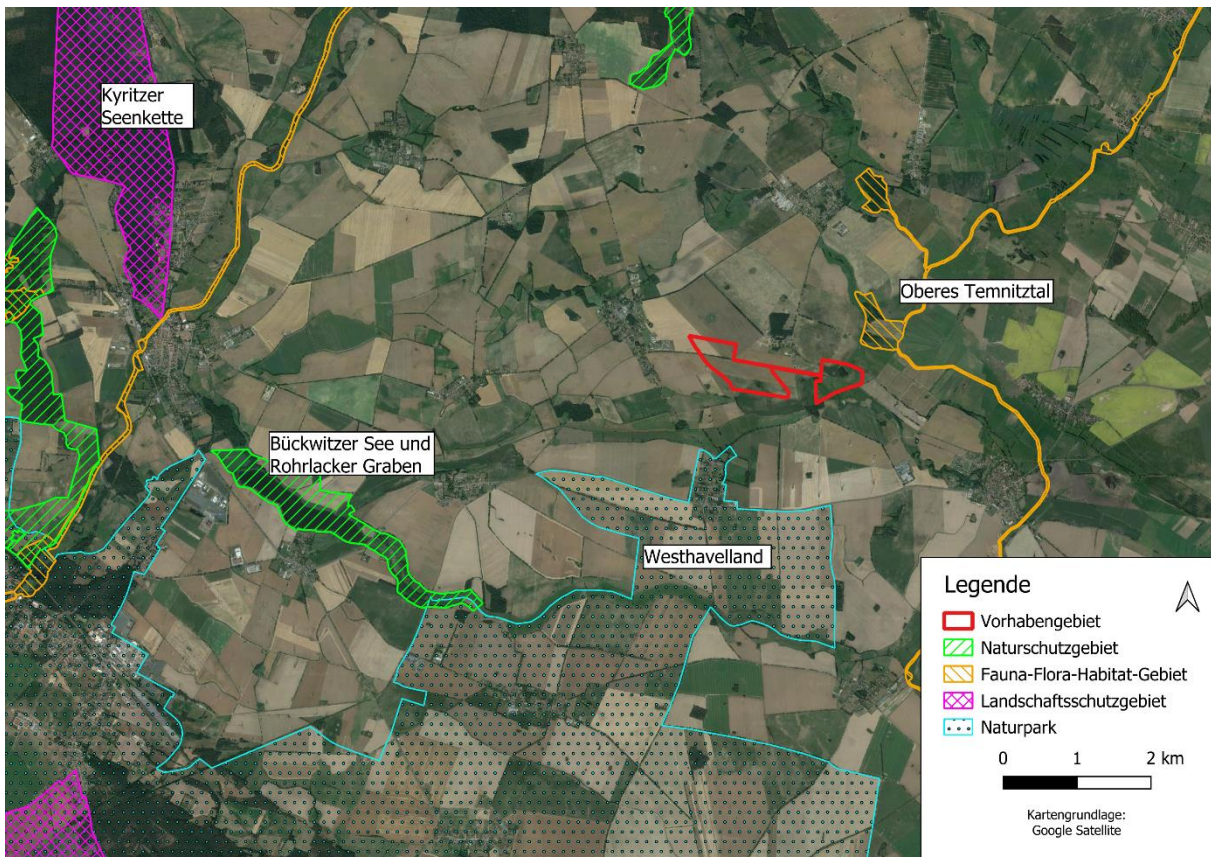 Kyritzer
Seenkette
Oberes Temnitztal
Bückwitzer See und
Rohrlacker Graben
Westhavelland
Legende
Vorhabengebiet
Naturschutzgebiet
Fauna-Flora-Habitat-Gebiet
Landschaftsschutzgebiet
Naturpark
0 1 2 km
Kartengrundlage:
Google Satellite